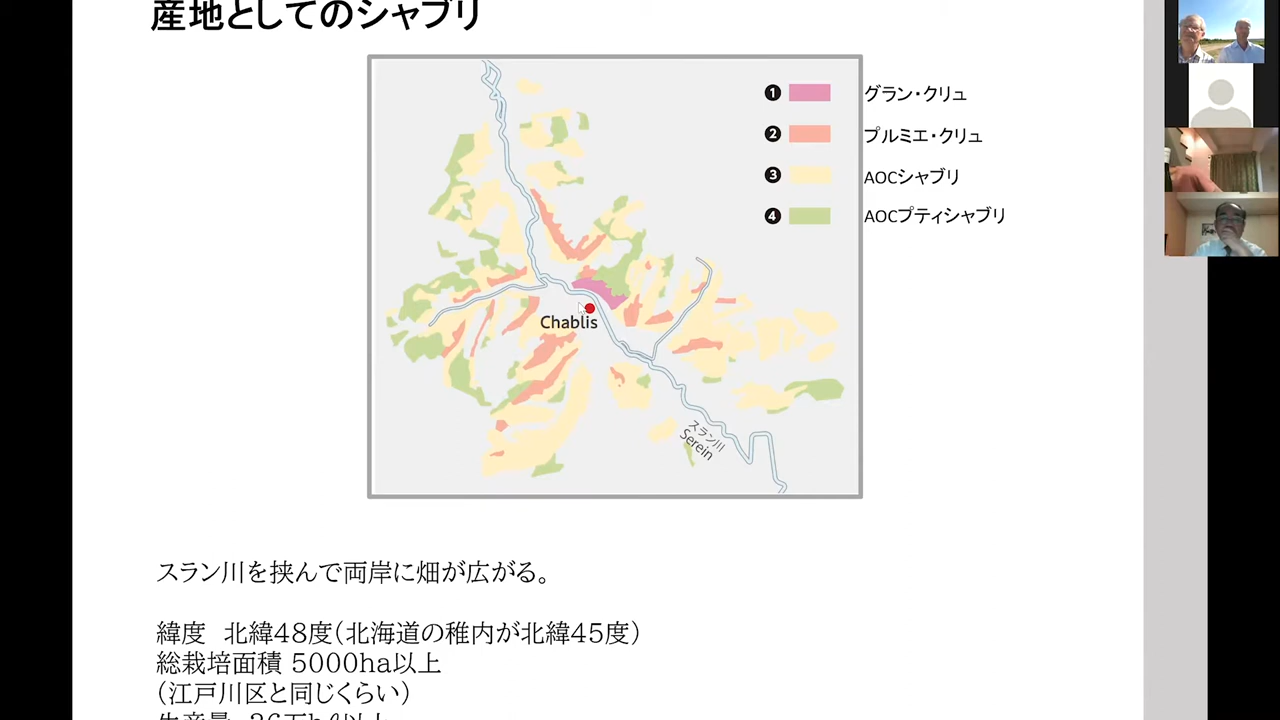 産地としてのシャブリ
❶ グラン・クリュ
❷ プルミエ・クリュ
❸ AOCシャブリ
❹ AOCプティシャブリ
Chablis
スラン川
Serein
スラン川を挟んで両岸に畑が広がる。
緯度 北緯48度(北海道の稚内が北緯45度)
総栽培面積 5000ha以上
(江戸川区と同じくらい)